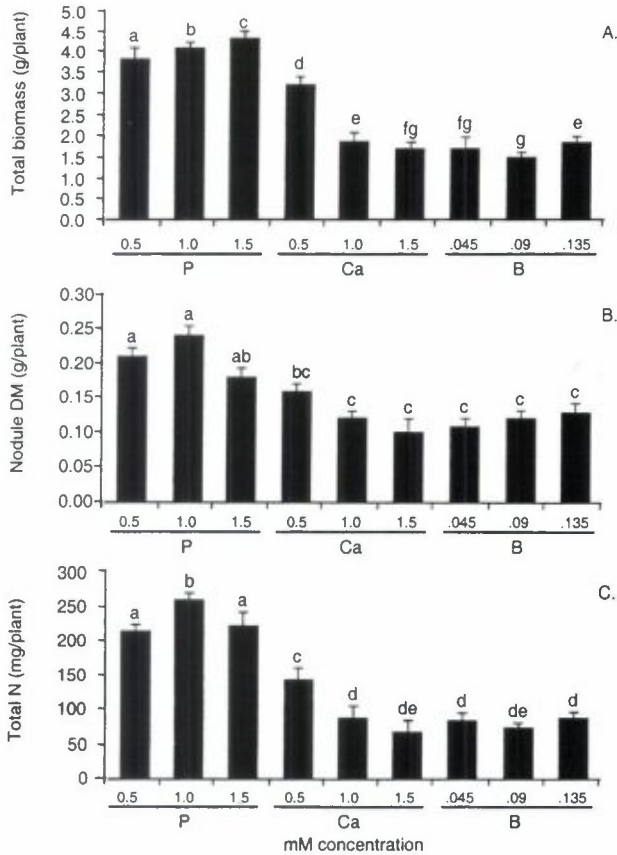 A.
Total biomass (g/plant)
5.0
4.5
4.0
3.5
3.0
2.5
2.0
1.5
1.0
0.5
0.0
a b c d e fg fg g e
0.5 1.0 1.5 0.5 1.0 1.5 .045 .09 .135
P Ca B
B.
Nodule DM (g/plant)
0.30
0.25
0.20
0.15
0.10
0.05
0.00
a a ab bc c c c c c
0.5 1.0 1.5 0.5 1.0 1.5 .045 .09 .135
P Ca B
C.
Total N (mg/plant)
300
250
200
150
100
50
0
a b a c d de d de d
0.5 1.0 1.5 0.5 1.0 1.5 .045 .09 .135
P Ca B
mM concentration